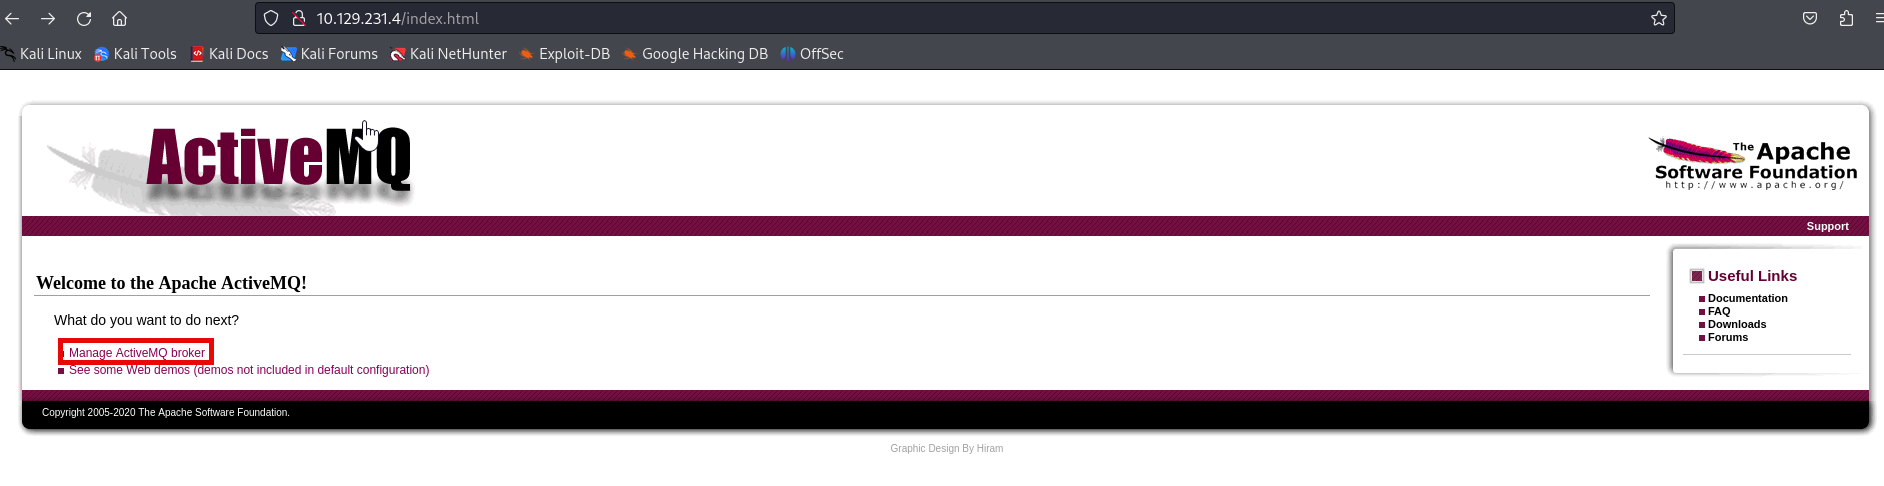 10.129.231.4/index.html
Kali Linux Kali Tools Kali Docs Kali Forums Kali NetHunter Exploit-DB Google Hacking DB OffSec
ActiveMQ
The Apache
Software Foundation
http://www.apache.org/
Support
Welcome to the Apache ActiveMQ!
What do you want to do next?
Manage ActiveMQ broker
See some Web demos (demos not included in default configuration)
Useful Links
Documentation
FAQ
Downloads
Forums
Copyright 2005-2020 The Apache Software Foundation.
Graphic Design By Hiram